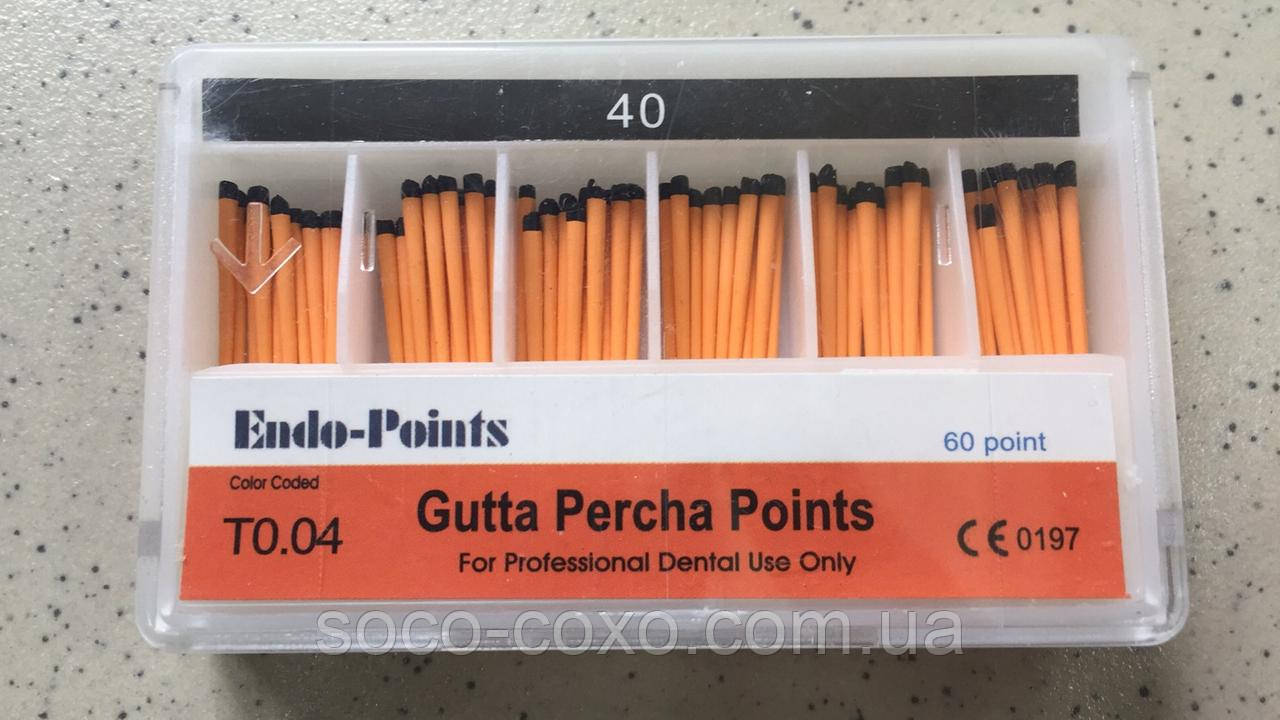 40
Endo-Points
60 point
Color Coded
T0.04
Gutta Percha Points
For Professional Dental Use Only
CE 0197
soco-coxo.com.ua